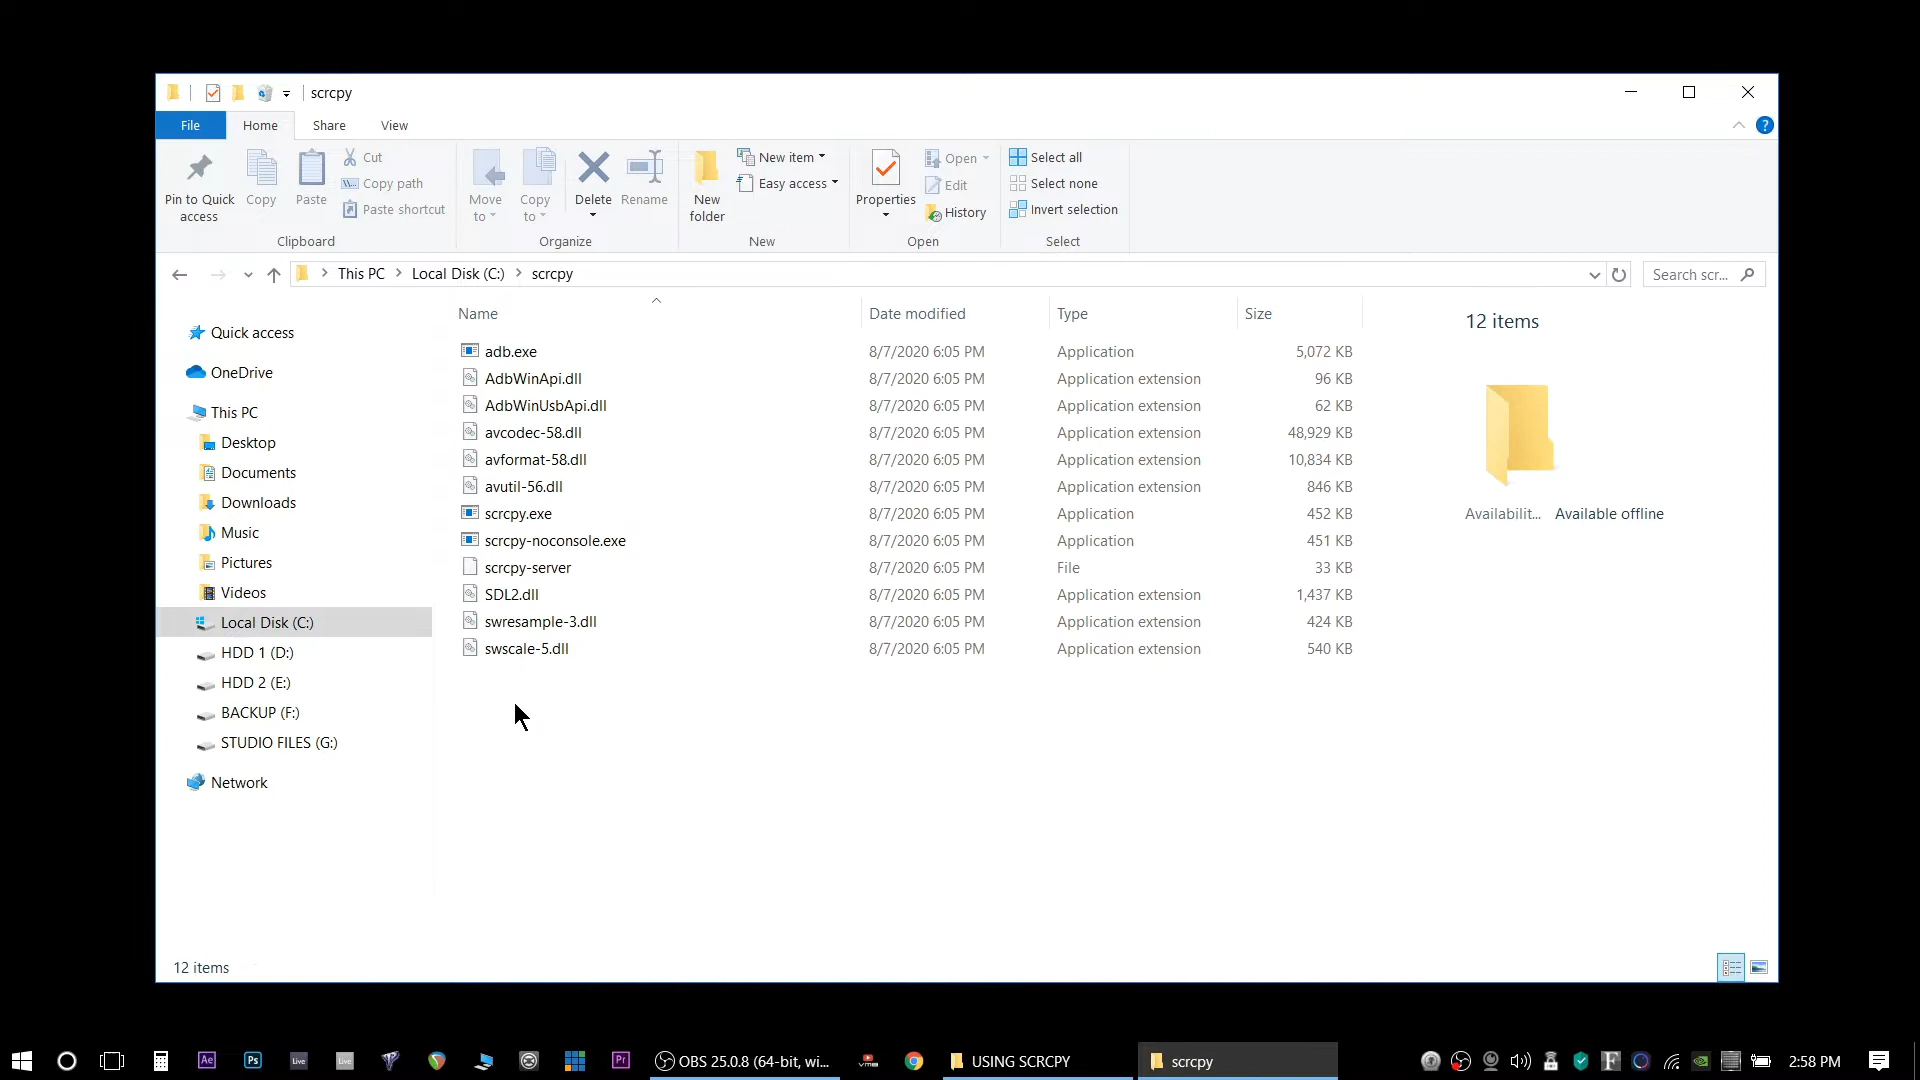 scrcpy
File Home Share View
Pin to Quick access
Copy
Paste
Cut
Copy path
Paste shortcut
Clipboard
Move to
Copy to
Delete
Rename
Organize
New folder
New item
Easy access
New
Properties
Open
Edit
History
Open
Select all
Select none
Invert selection
Select
This PC Local Disk (C:) scrcpy
Search scr...
Quick access
OneDrive
This PC
Desktop
Documents
Downloads
Music
Pictures
Videos
Local Disk (C:)
HDD 1 (D:)
HDD 2 (E:)
BACKUP (F:)
STUDIO FILES (G:)
Network
Name Date modified Type Size
adb.exe 8/7/2020 6:05 PM Application 5,072 KB
AdbWinApi.dll 8/7/2020 6:05 PM Application extension 96 KB
AdbWinUsbApi.dll 8/7/2020 6:05 PM Application extension 62 KB
avcodec-58.dll 8/7/2020 6:05 PM Application extension 48,929 KB
avformat-58.dll 8/7/2020 6:05 PM Application extension 10,834 KB
avutil-56.dll 8/7/2020 6:05 PM Application extension 846 KB
scrcpy.exe 8/7/2020 6:05 PM Application 452 KB
scrcpy-noconsole.exe 8/7/2020 6:05 PM Application 451 KB
scrcpy-server 8/7/2020 6:05 PM File 33 KB
SDL2.dll 8/7/2020 6:05 PM Application extension 1,437 KB
swresample-3.dll 8/7/2020 6:05 PM Application extension 424 KB
swscale-5.dll 8/7/2020 6:05 PM Application extension 540 KB
12 items
Availabilit... Available offline
12 items
Ae Ps Live Live Pr OBS 25.0.8 (64-bit, wi... USING SCRCPY scrcpy 2:58 PM